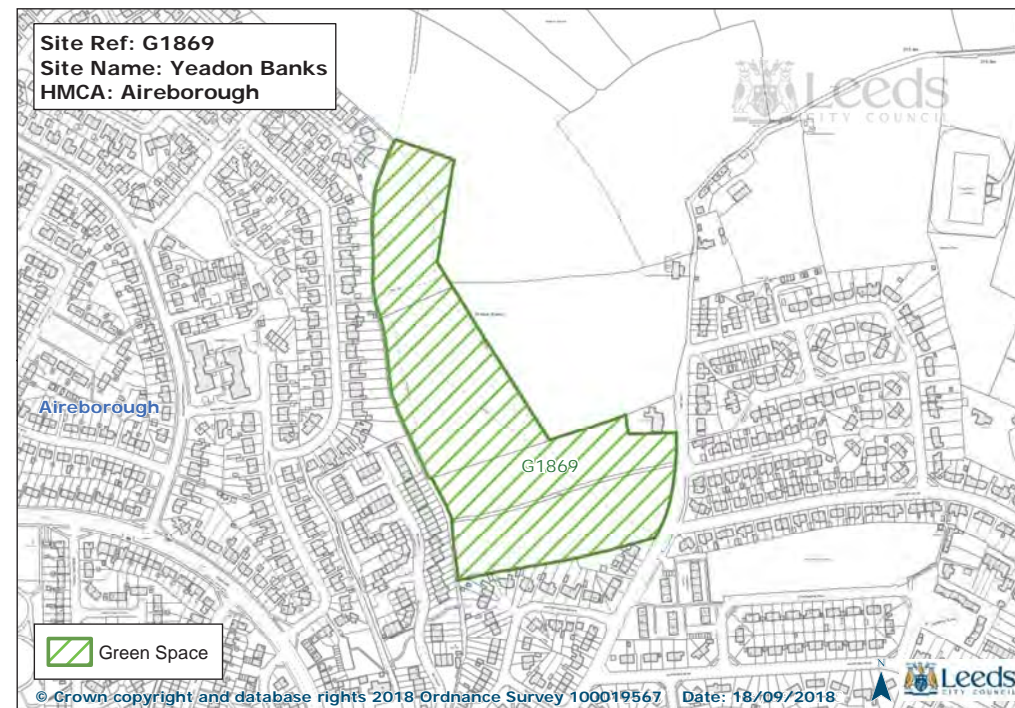 Site Ref: G1869
Site Name: Yeadon Banks
HMCA: Aireborough
Leeds
CITY COUNCIL
Aireborough
G1869
Green Space
N
© Crown copyright and database rights 2018 Ordnance Survey 100019567 Date: 18/09/2018
Leeds
CITY COUNCIL